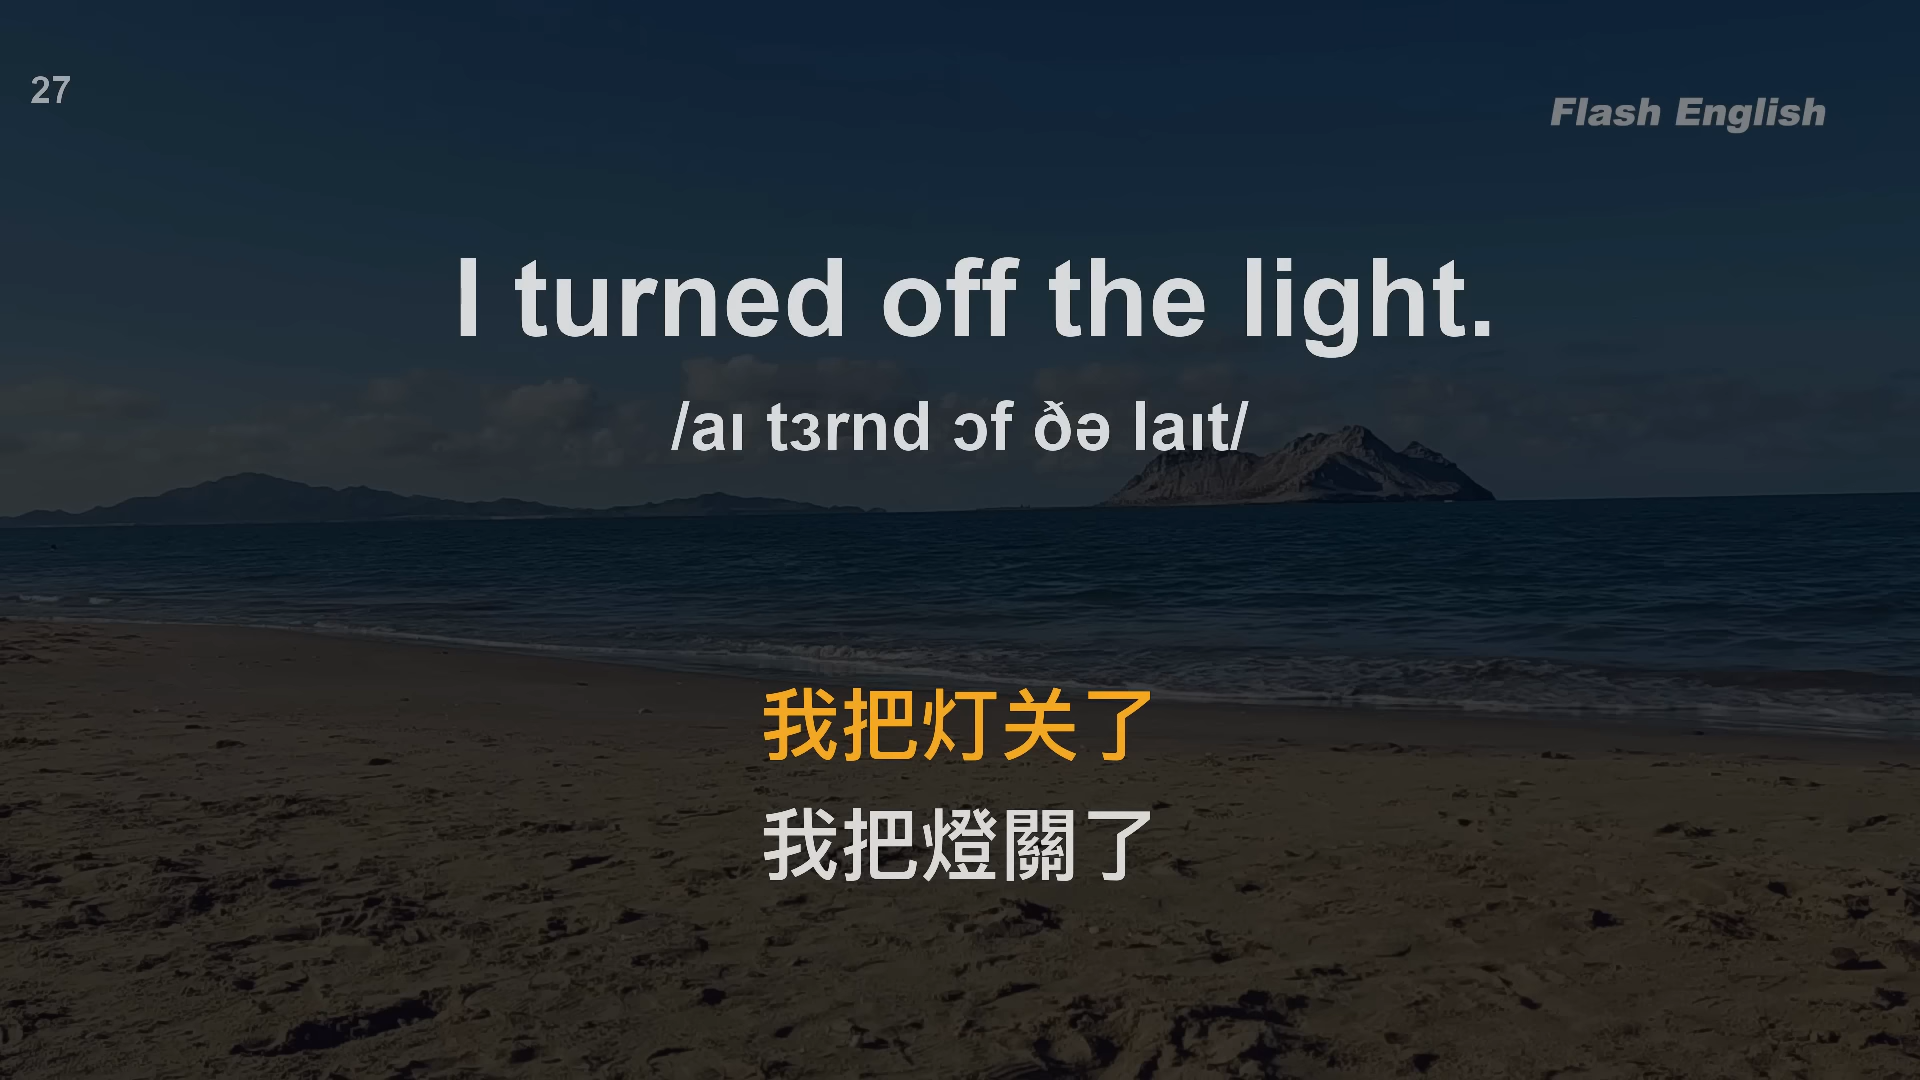 27
Flash English
I turned off the light.
/aɪ tɜrnd ɔf ðə laɪt/
我把灯关了
我把燈關了